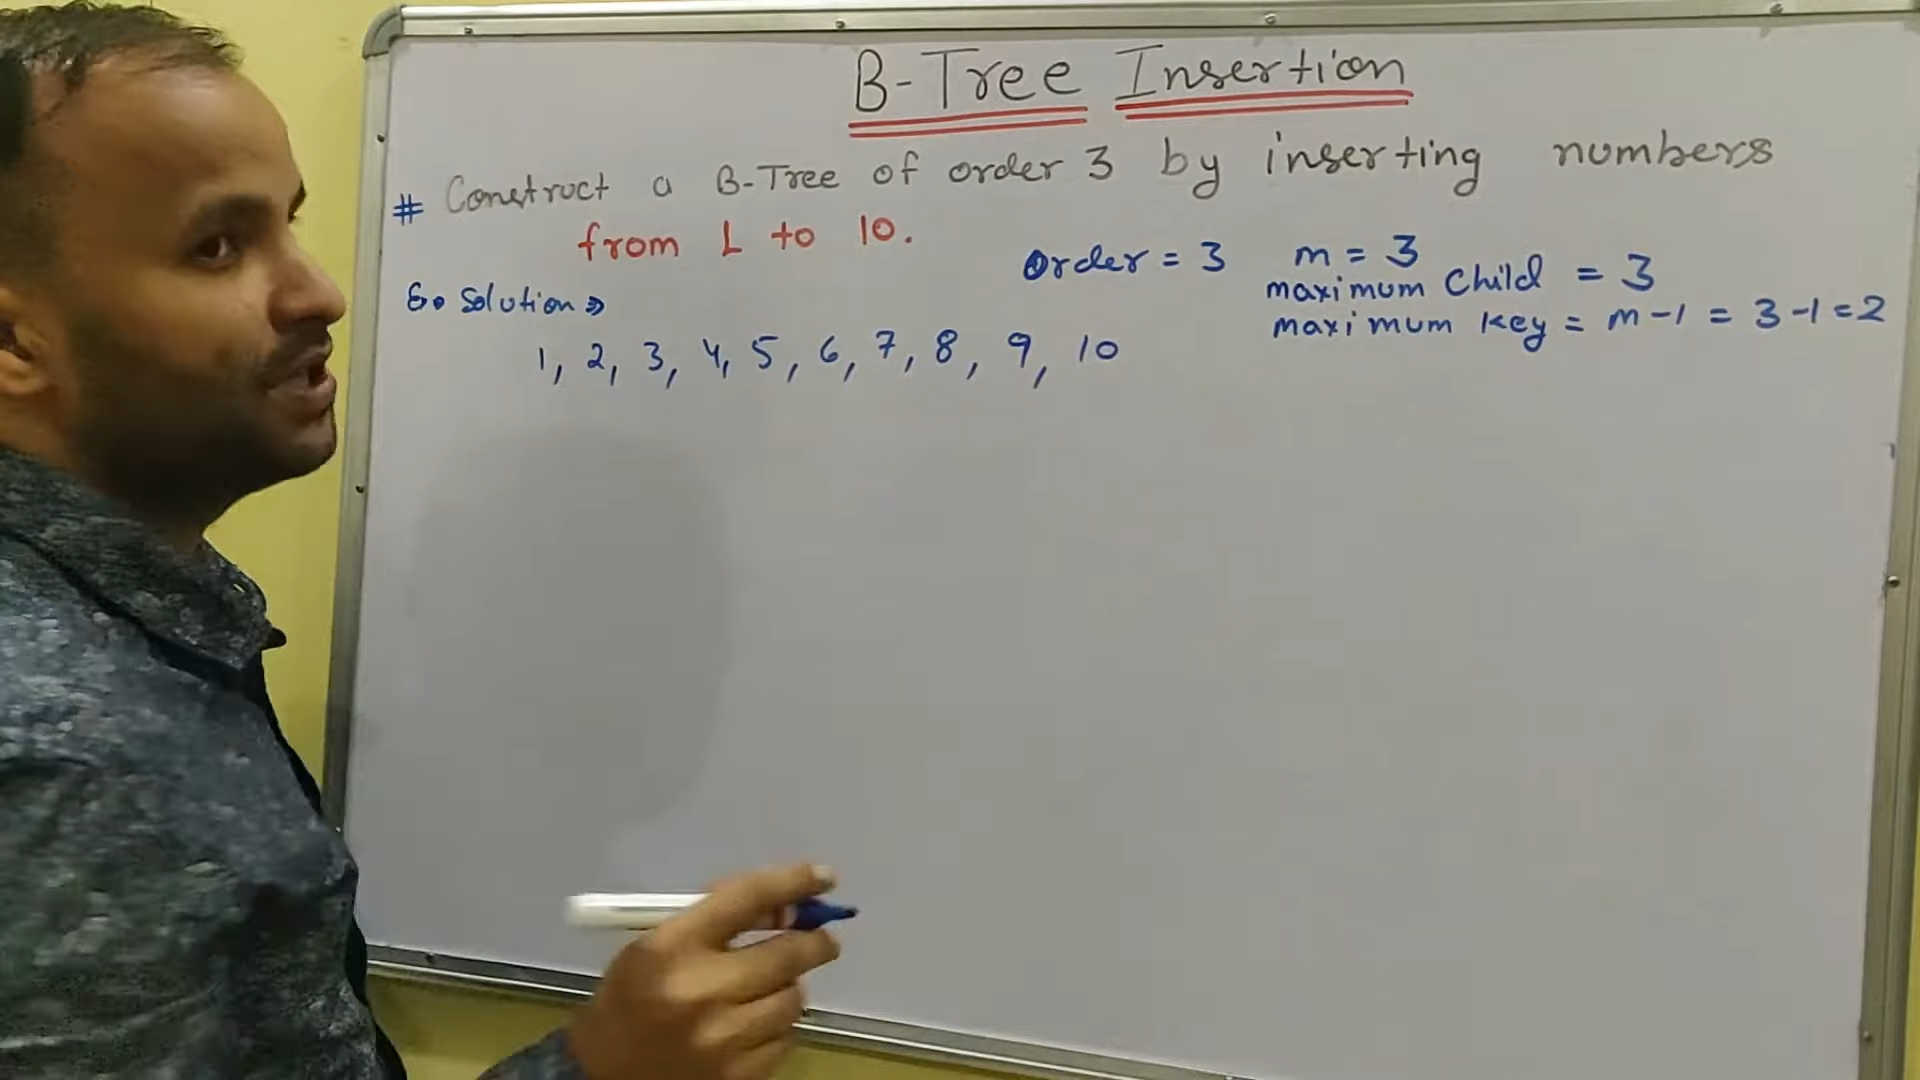 B-Tree Insertion
# Construct a B-Tree of order 3 by inserting numbers
from 1 to 10.
Order = 3 m = 3
maximum Child = 3
maximum key = m-1 = 3-1=2
Solution ⇒
1, 2, 3, 4, 5, 6, 7, 8, 9, 10